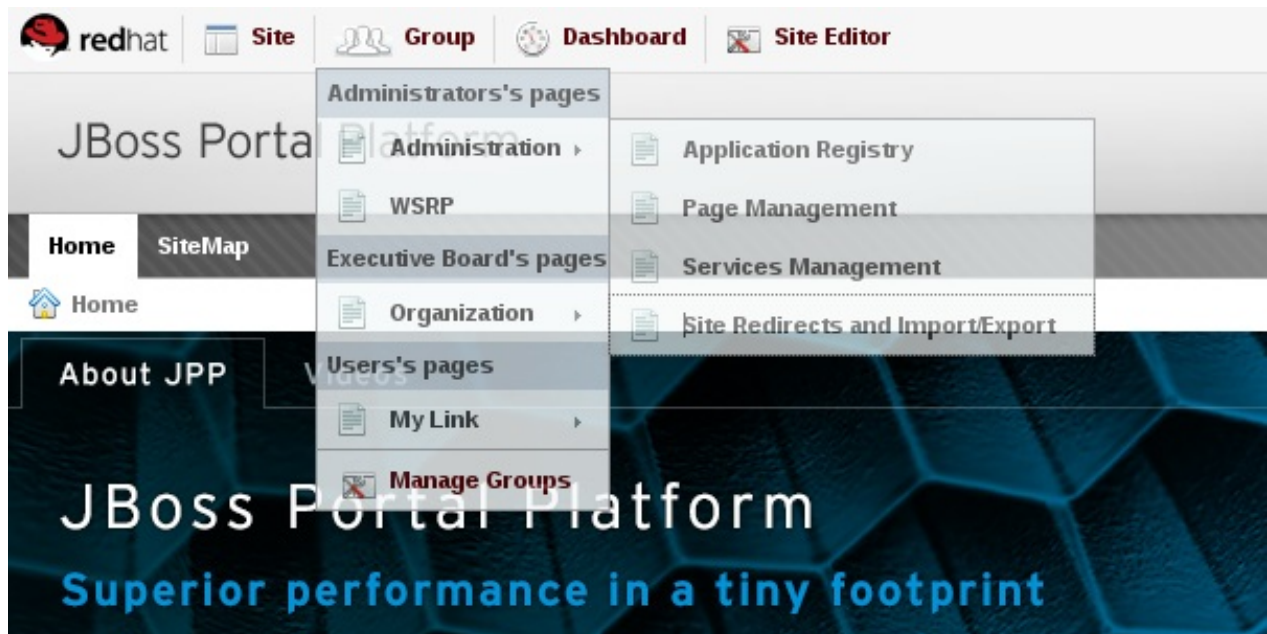 redhat Site Group Dashboard Site Editor
Administrators's pages
JBoss Portal Platform
Administration
Application Registry
WSRP
Page Management
Home SiteMap
Executive Board's pages
Services Management
Home
Organization
Site Redirects and Import/Export
About JPP Videos
Users's pages
My Link
Manage Groups
JBoss Portal Platform
Superior performance in a tiny footprint